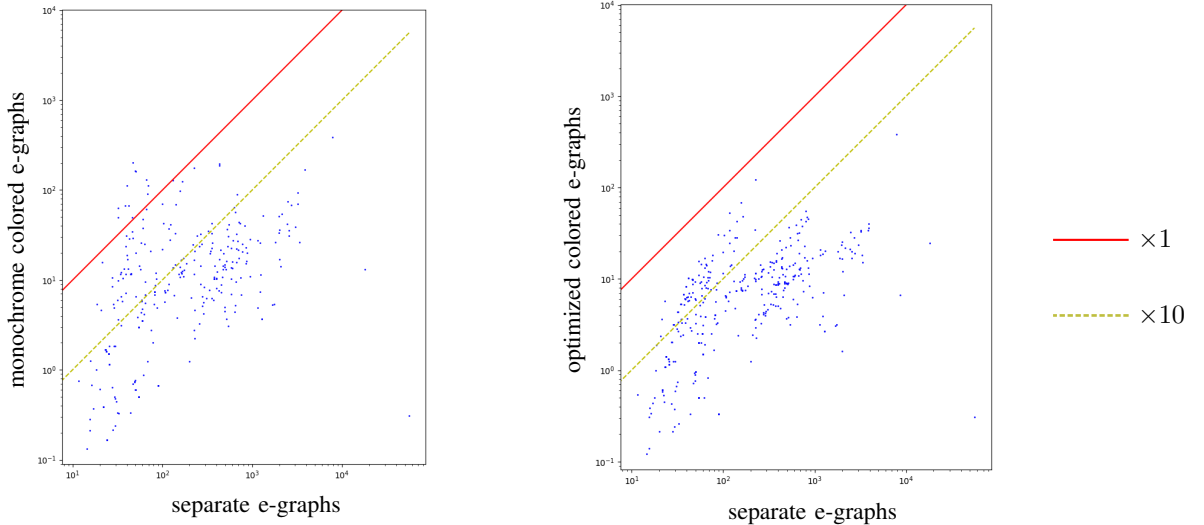 10⁴
10³
10²
10¹
10⁰
10⁻¹
monochrome colored e-graphs
10¹ 10² 10³ 10⁴
separate e-graphs
10⁴
10³
10²
10¹
10⁰
10⁻¹
optimized colored e-graphs
10¹ 10² 10³ 10⁴
separate e-graphs
×1
×10